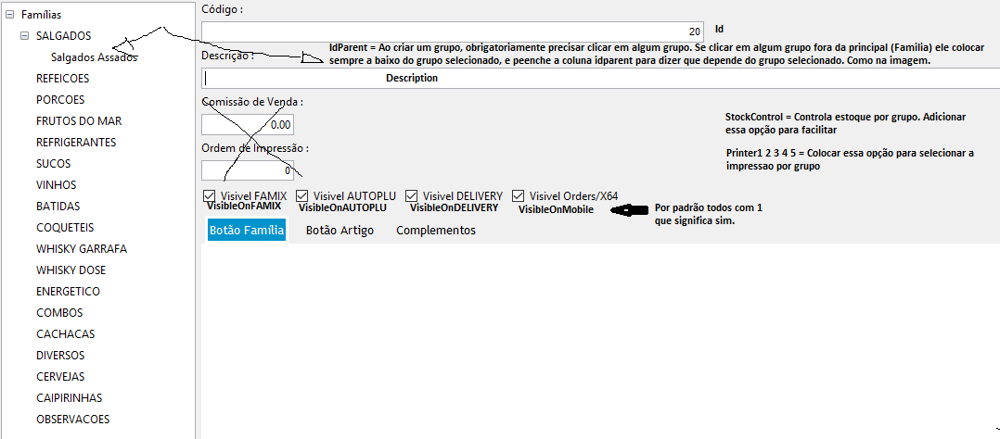 Famílias
SALGADOS
Salgados Assados
REFEICOES
PORCOES
FRUTOS DO MAR
REFRIGERANTES
SUCOS
VINHOS
BATIDAS
COQUETEIS
WHISKY GARRAFA
WHISKY DOSE
ENERGETICO
COMBOS
CACHACAS
DIVERSOS
CERVEJAS
CAIPIRINHAS
OBSERVACOES
Código :
20
Id
IdParent = Ao criar um grupo, obrigatoriamente precisar clicar em algum grupo. Se clicar em algum grupo fora da principal (Familia) ele colocar
sempre a baixo do grupo selecionado, e peenche a coluna idparent para dizer que depende do grupo selecionado. Como na imagem.
Descrição :
Description
Comissão de Venda :
0.00
Ordem de Impressão :
0
StockControl = Controla estoque por grupo. Adicionar
essa opção para facilitar
Printer1 2 3 4 5 = Colocar essa opção para selecionar a
impressao por grupo
Visivel FAMIX
Visivel AUTOPLU
Visivel DELIVERY
Visivel Orders/X64
VisibleOnFAMIX
VisibleOnAUTOPLU
VisibleOnDELIVERY
VisibleOnMobile
Por padrão todos com 1
que significa sim.
Botão Família
Botão Artigo
Complementos